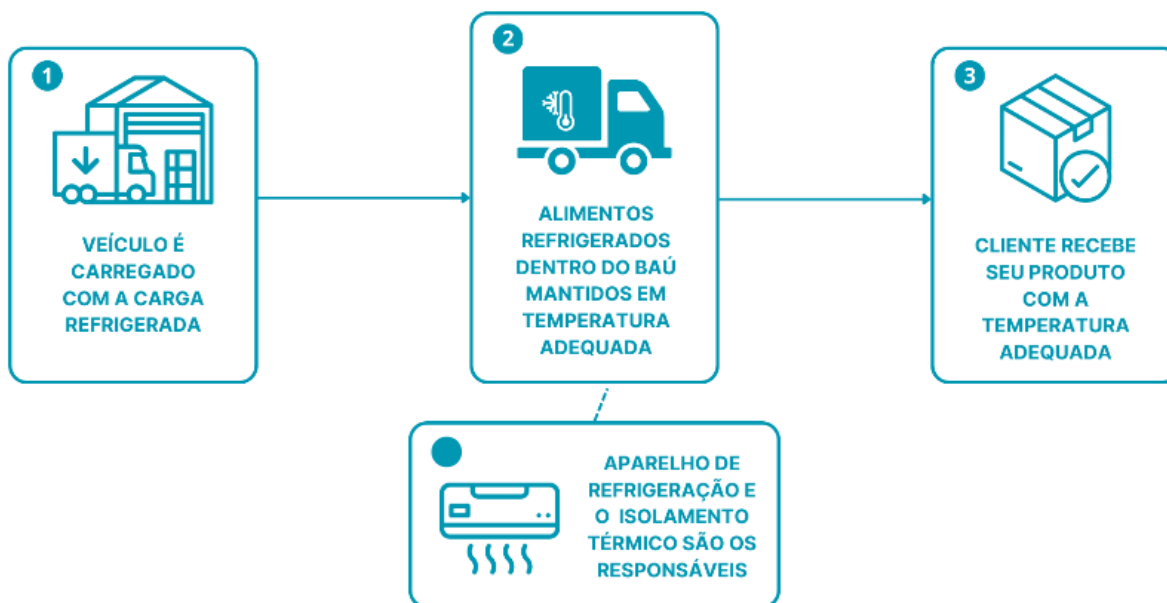 1
VEÍCULO É
CARREGADO
COM A CARGA
REFRIGERADA
2
ALIMENTOS
REFRIGERADOS
DENTRO DO BAÚ
MANTIDOS EM
TEMPERATURA
ADEQUADA
3
CLIENTE RECEBE
SEU PRODUTO
COM A
TEMPERATURA
ADEQUADA
APARELHO DE
REFRIGERAÇÃO E
O ISOLAMENTO
TÉRMICO SÃO OS
RESPONSÁVEIS